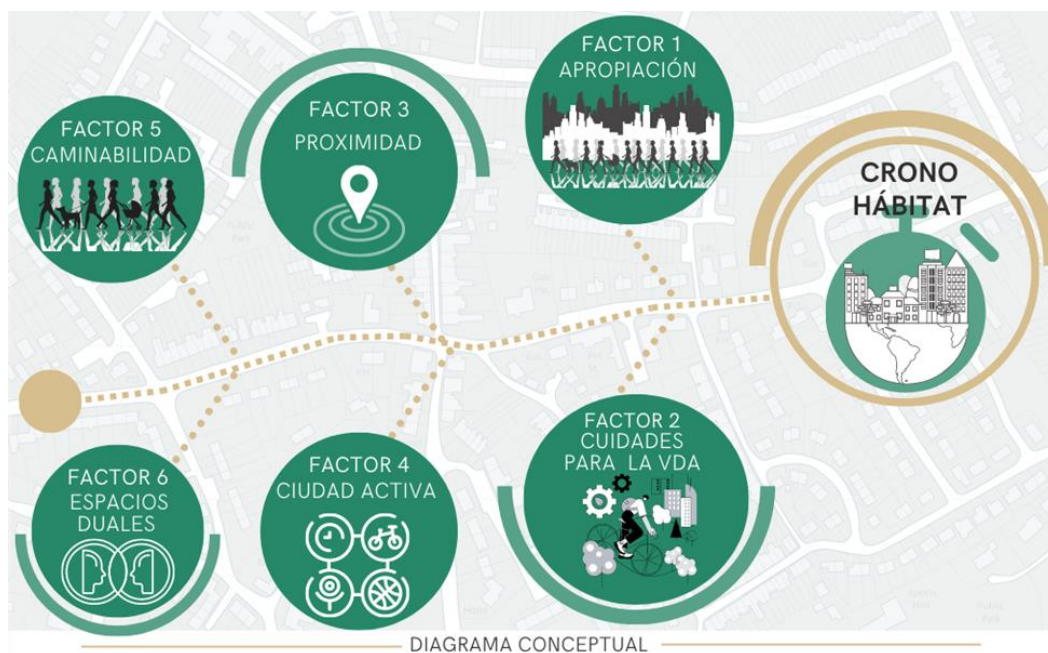 FACTOR 1
APROPIACIÓN
FACTOR 3
PROXIMIDAD
FACTOR 5
CAMINABILIDAD
CRONO
HÁBITAT
FACTOR 2
CUIDADES
PARA LA VDA
FACTOR 4
CIUDAD ACTIVA
FACTOR 6
ESPACIOS
DUALES
DIAGRAMA CONCEPTUAL